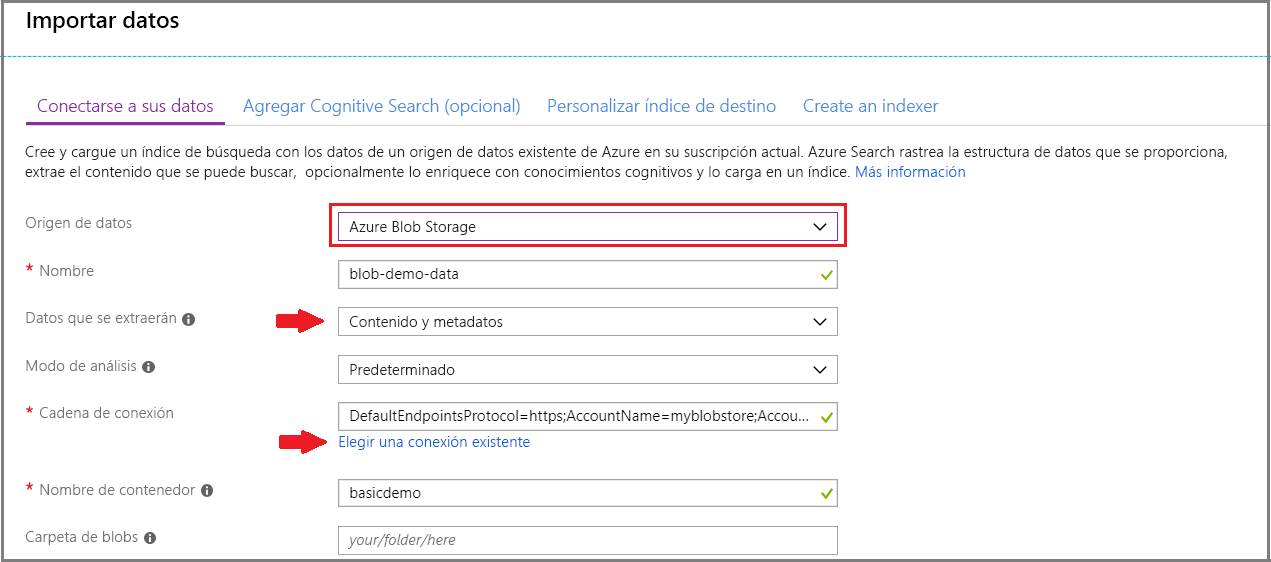 Importar datos
Conectarse a sus datos Agregar Cognitive Search (opcional) Personalizar índice de destino Create an indexer
Cree y cargue un índice de búsqueda con los datos de un origen de datos existente de Azure en su suscripción actual. Azure Search rastrea la estructura de datos que se proporciona,
extrae el contenido que se puede buscar, opcionalmente lo enriquece con conocimientos cognitivos y lo carga en un índice. Más información
Origen de datos Azure Blob Storage
* Nombre blob-demo-data
Datos que se extraerán Contenido y metadatos
Modo de análisis Predeterminado
* Cadena de conexión DefaultEndpointsProtocol=https;AccountName=myblobstore;Accou...
Elegir una conexión existente
* Nombre de contenedor basicdemo
Carpeta de blobs your/folder/here